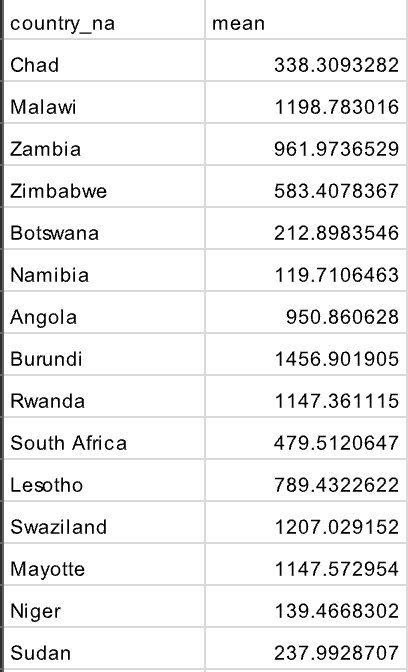 country_na mean
Chad 338.3093282
Malawi 1198.783016
Zambia 961.9736529
Zimbabwe 583.4078367
Botswana 212.8983546
Namibia 119.7106463
Angola 950.860628
Burundi 1456.901905
Rwanda 1147.361115
South Africa 479.5120647
Lesotho 789.4322622
Swaziland 1207.029152
Mayotte 1147.572954
Niger 139.4668302
Sudan 237.9928707